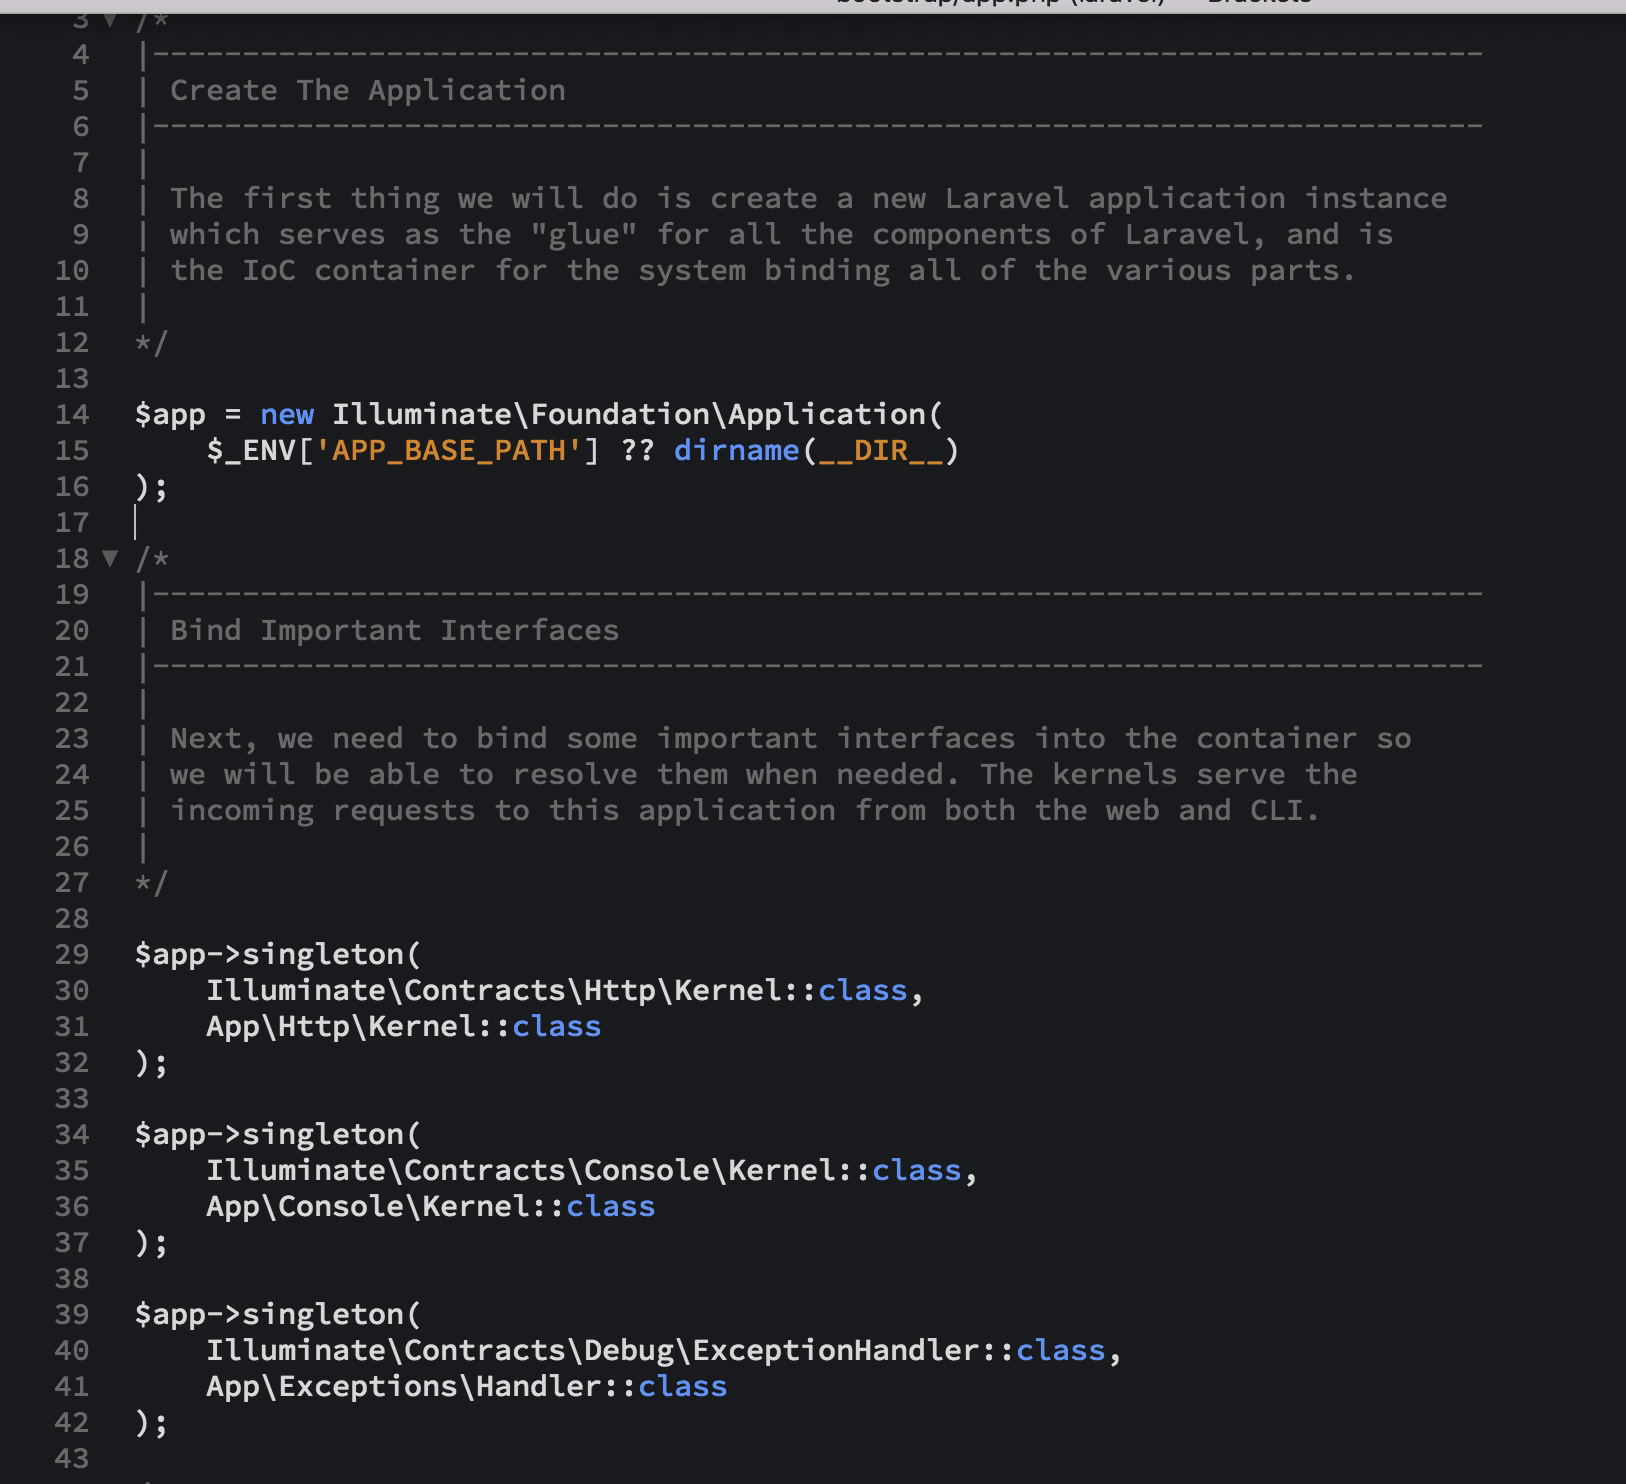 bootstrap/app.php (laravel) — Brackets
3 ▼ /*
4 |--------------------------------------------------------------------------
5 | Create The Application
6 |--------------------------------------------------------------------------
7 |
8 | The first thing we will do is create a new Laravel application instance
9 | which serves as the "glue" for all the components of Laravel, and is
10 | the IoC container for the system binding all of the various parts.
11 |
12 */
13
14 $app = new Illuminate\Foundation\Application(
15     $_ENV['APP_BASE_PATH'] ?? dirname(__DIR__)
16 );
17
18 ▼ /*
19 |--------------------------------------------------------------------------
20 | Bind Important Interfaces
21 |--------------------------------------------------------------------------
22 |
23 | Next, we need to bind some important interfaces into the container so
24 | we will be able to resolve them when needed. The kernels serve the
25 | incoming requests to this application from both the web and CLI.
26 |
27 */
28
29 $app->singleton(
30     Illuminate\Contracts\Http\Kernel::class,
31     App\Http\Kernel::class
32 );
33
34 $app->singleton(
35     Illuminate\Contracts\Console\Kernel::class,
36     App\Console\Kernel::class
37 );
38
39 $app->singleton(
40     Illuminate\Contracts\Debug\ExceptionHandler::class,
41     App\Exceptions\Handler::class
42 );
43